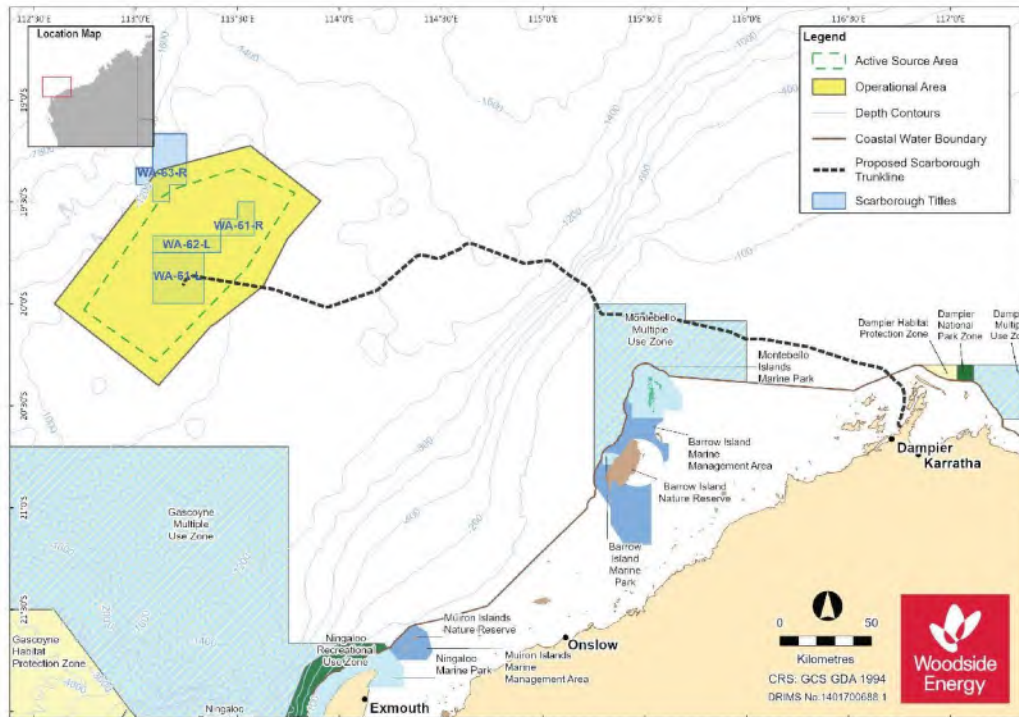 112°30'E
113°0'E
113°30'E
114°0'E
114°30'E
115°0'E
115°30'E
116°0'E
116°30'E
117°0'E
Location Map
Legend
Active Source Area
Operational Area
Depth Contours
Coastal Water Boundary
Proposed Scarborough
Trunkline
Scarborough Titles
19°0'S
19°30'S
20°0'S
20°30'S
21°0'S
21°30'S
WA-63-R
WA-61-R
WA-62-L
WA-61-L
Montebello
Multiple
Use Zone
Montebello
Islands
Marine Park
Dampier Habitat
Protection Zone
Dampier
National
Park Zone
Barrow Island
Marine
Management Area
Barrow Island
Nature Reserve
Barrow
Island
Marine
Park
Dampier
Karratha
Gascoyne
Multiple
Use Zone
Gascoyne
Habitat
Protection Zone
Muiron Islands
Nature Reserve
Ningaloo
Recreational
Use Zone
Ningaloo
Marine Park
Muiron Islands
Marine
Management Area
Onslow
Exmouth
0 50
Kilometres
CRS: GCS GDA 1994
DRIMS No:1401700688.1
Woodside
Energy